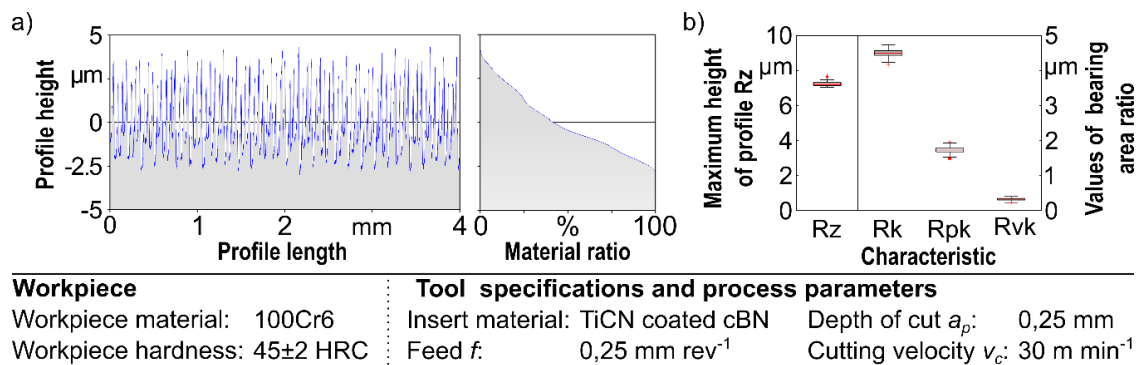 a)
5
µm
0
-2.5
-5
Profile height
0 1 2 mm 4
Profile length
0 % 100
Material ratio
b)
10
µm
6
4
2
0
Maximum height
of profile Rz
5
µm
3
2
1
0
Values of bearing
area ratio
Rz Rk Rpk Rvk
Characteristic
Workpiece
Workpiece material: 100Cr6
Workpiece hardness: 45±2 HRC
Tool specifications and process parameters
Insert material: TiCN coated cBN
Feed f: 0,25 mm rev⁻¹
Depth of cut aₚ: 0,25 mm
Cutting velocity v꜀: 30 m min⁻¹